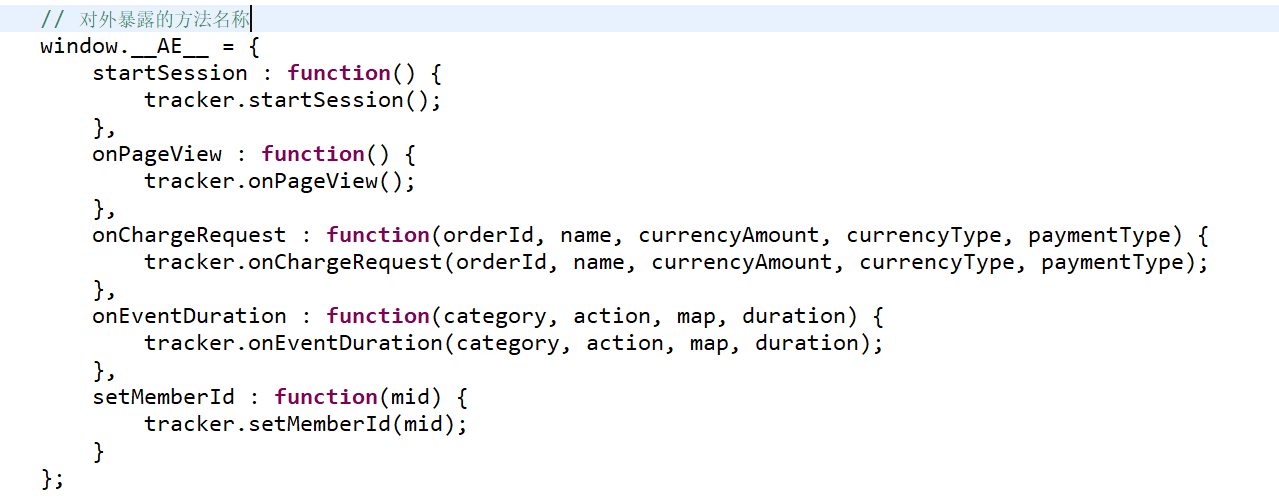 // 对外暴露的方法名称
window.__AE__ = {
    startSession : function() {
        tracker.startSession();
    },
    onPageView : function() {
        tracker.onPageView();
    },
    onChargeRequest : function(orderId, name, currencyAmount, currencyType, paymentType) {
        tracker.onChargeRequest(orderId, name, currencyAmount, currencyType, paymentType);
    },
    onEventDuration : function(category, action, map, duration) {
        tracker.onEventDuration(category, action, map, duration);
    },
    setMemberId : function(mid) {
        tracker.setMemberId(mid);
    }
};